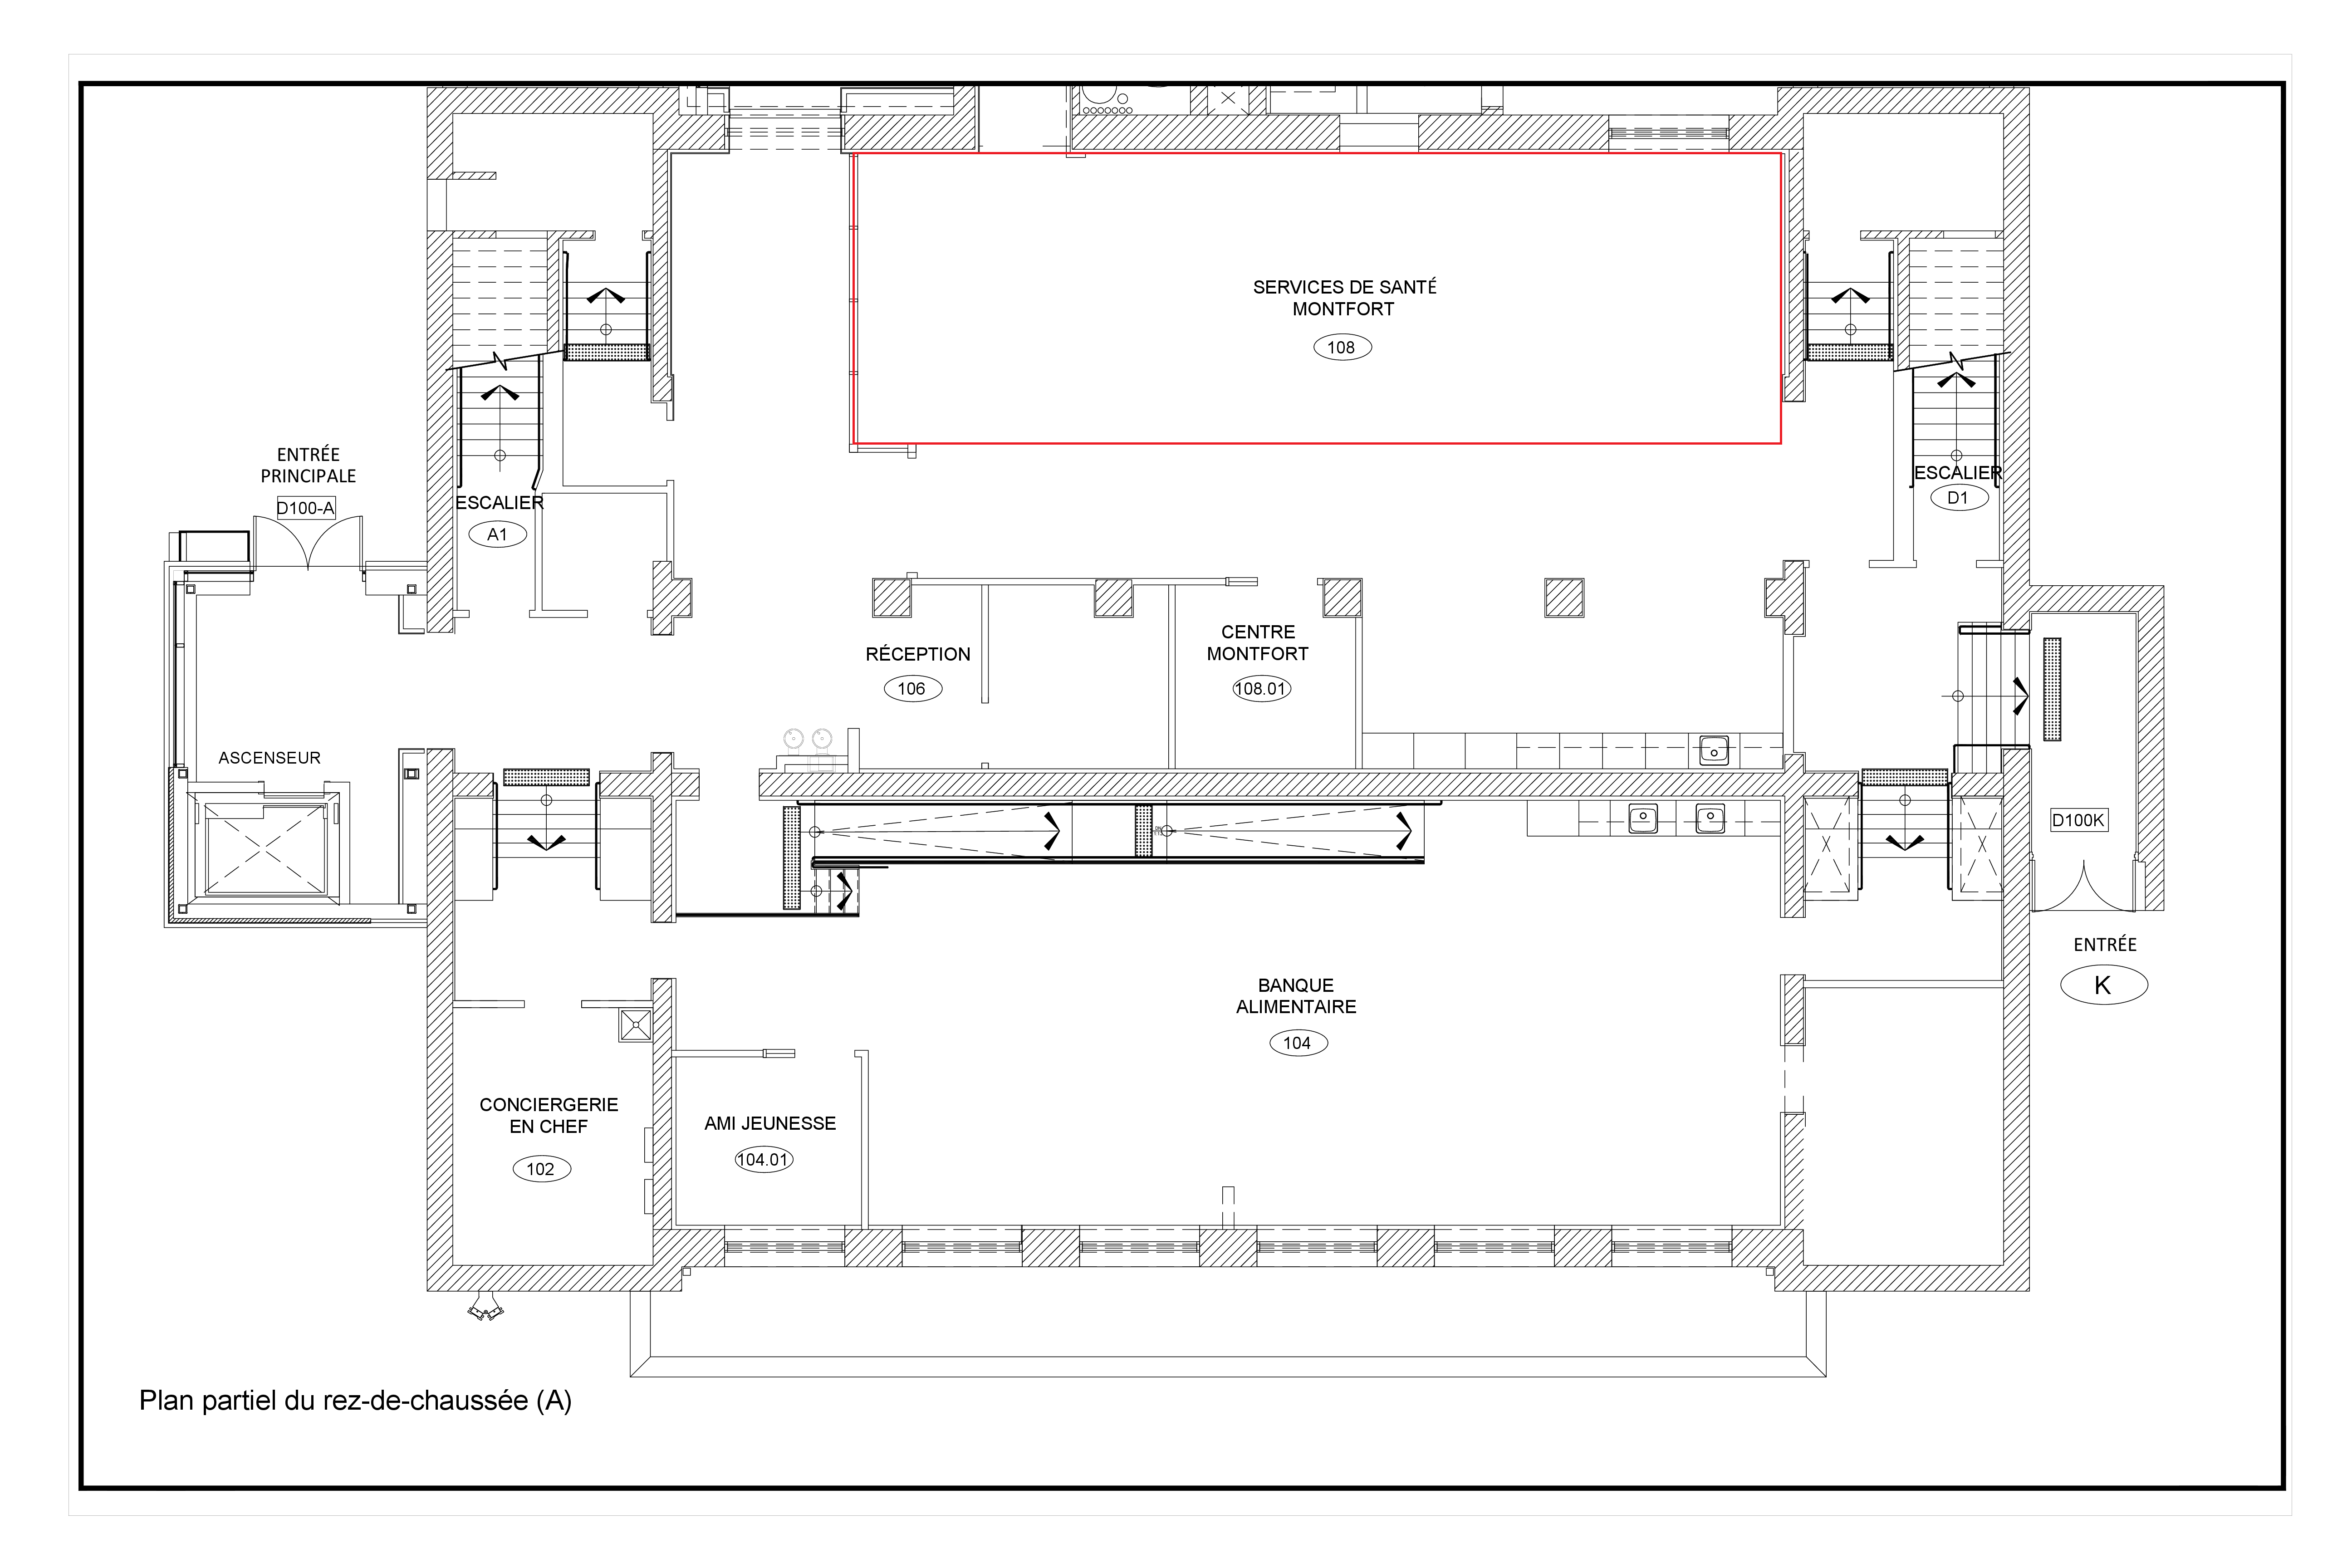 SERVICES DE SANTÉ
MONTFORT
108
ENTRÉE
PRINCIPALE
D100-A
ESCALIER
A1
ESCALIER
D1
RÉCEPTION
106
CENTRE
MONTFORT
108.01
ASCENSEUR
D100K
ENTRÉE
K
BANQUE
ALIMENTAIRE
104
CONCIERGERIE
EN CHEF
102
AMI JEUNESSE
104.01
Plan partiel du rez-de-chaussée (A)